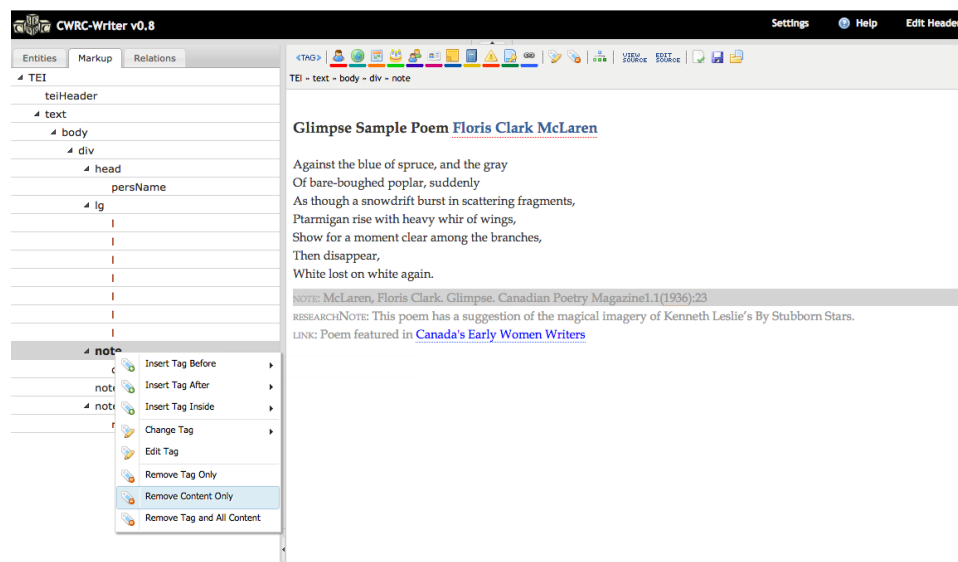 CWRC-Writer v0.8
Settings Help Edit Header
Entities Markup Relations
<TAG> VIEW SOURCE EDIT SOURCE
TEI » text » body » div » note
TEI
teiHeader
text
body
div
head
persName
lg
l
l
l
l
l
l
l
note
note
note
Insert Tag Before
Insert Tag After
Insert Tag Inside
Change Tag
Edit Tag
Remove Tag Only
Remove Content Only
Remove Tag and All Content
Glimpse Sample Poem Floris Clark McLaren
Against the blue of spruce, and the gray
Of bare-boughed poplar, suddenly
As though a snowdrift burst in scattering fragments,
Ptarmigan rise with heavy whir of wings,
Show for a moment clear among the branches,
Then disappear,
White lost on white again.
NOTE: McLaren, Floris Clark. Glimpse. Canadian Poetry Magazine1.1(1936):23
RESEARCHNOTE: This poem has a suggestion of the magical imagery of Kenneth Leslie's By Stubborn Stars.
LINK: Poem featured in Canada's Early Women Writers